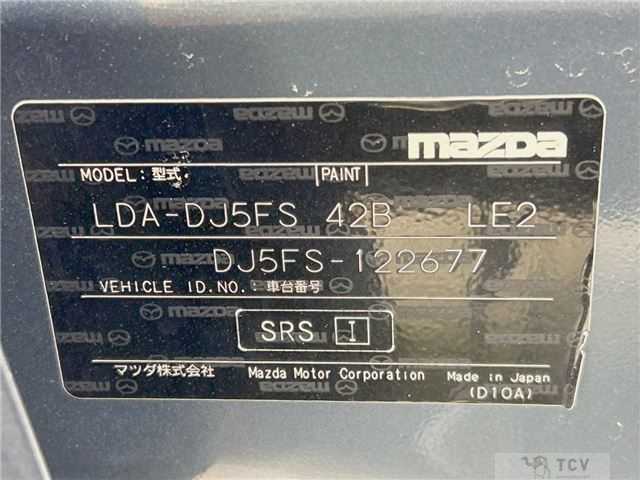 mazda
MODEL: 型式 PAINT
LDA-DJ5FS 42B LE2
DJ5FS-122677
VEHICLE ID.NO.: 車台番号
SRS I
マツダ株式会社 Mazda Motor Corporation Made in Japan
(D10A)
TCV